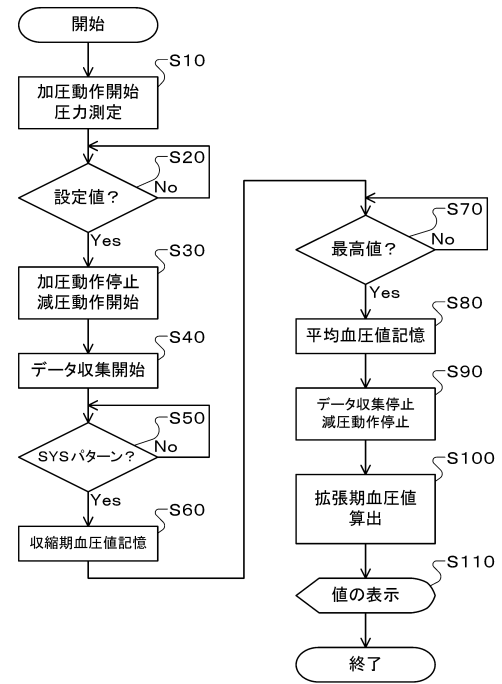 開始
S10
加圧動作開始
圧力測定
S20
設定値？
No
Yes
S30
加圧動作停止
減圧動作開始
S40
データ収集開始
S50
SYSパターン？
No
Yes
S60
収縮期血圧値記憶
S70
最高値？
No
Yes
S80
平均血圧値記憶
S90
データ収集停止
減圧動作停止
S100
拡張期血圧値
算出
S110
値の表示
終了